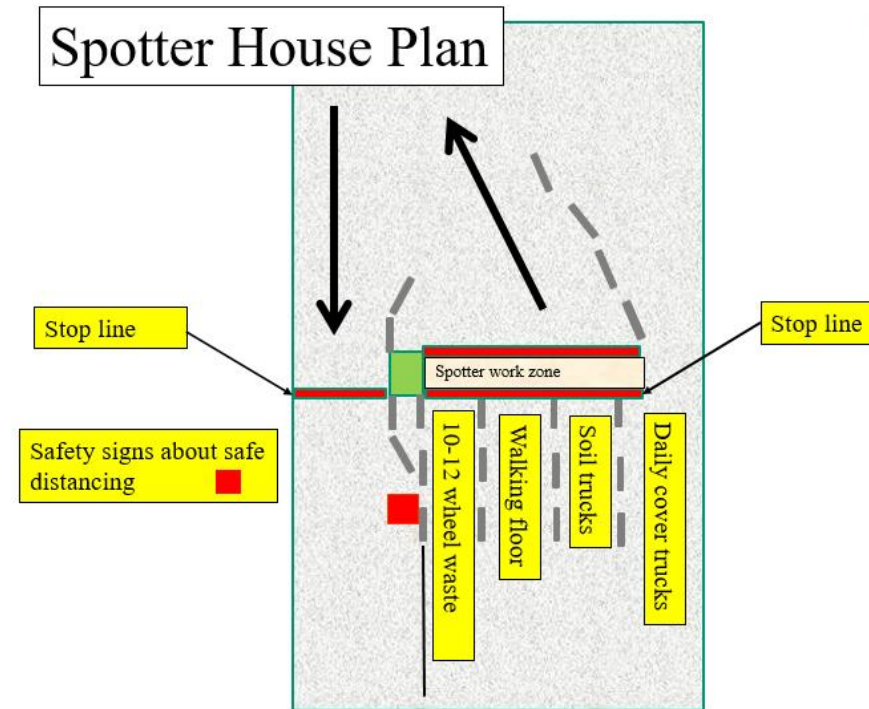 Spotter House Plan
Stop line
Stop line
Spotter work zone
Safety signs about safe
distancing
10-12 wheel waste
Walking floor
Soil trucks
Daily cover trucks